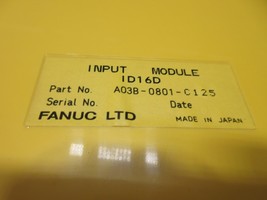 INPUT MODULE
ID16D
Part No. A03B-0801-C125
Serial No. Date
FANUC LTD MADE IN JAPAN